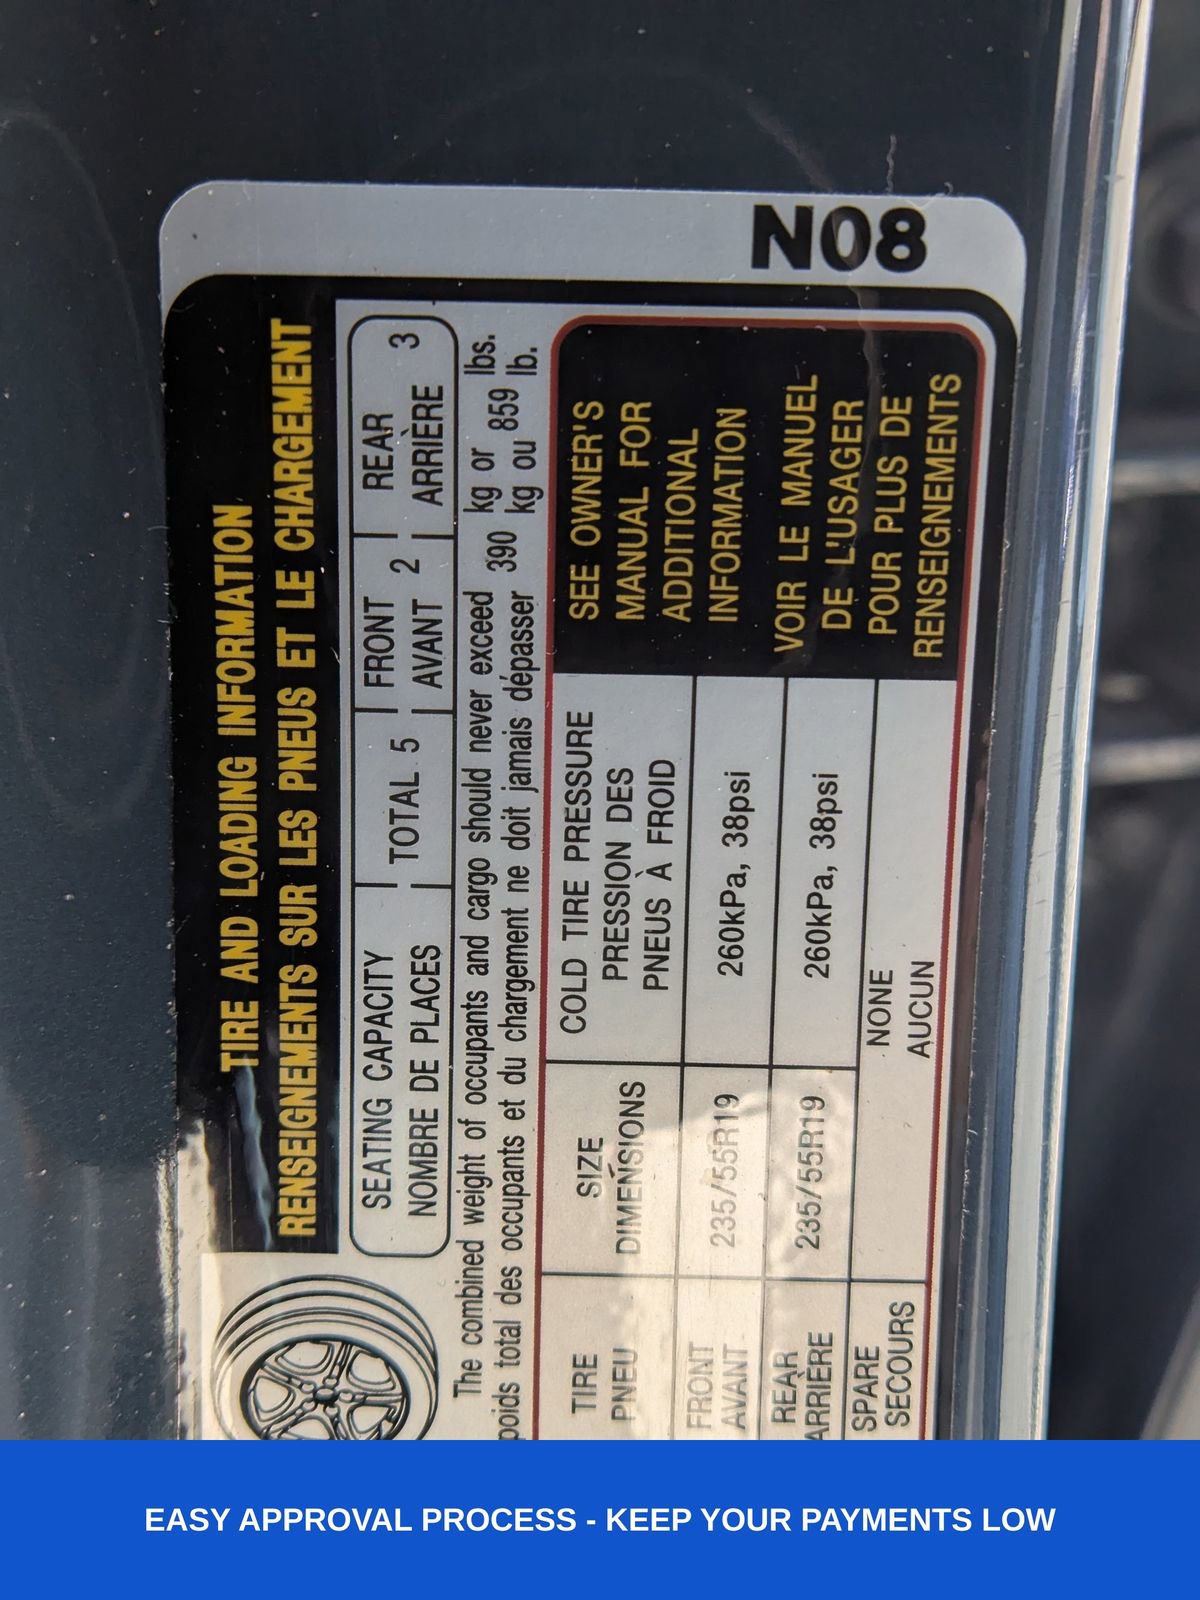 N08
TIRE AND LOADING INFORMATION
RENSEIGNEMENTS SUR LES PNEUS ET LE CHARGEMENT
SEATING CAPACITY
NOMBRE DE PLACES
TOTAL 5
FRONT
AVANT 2
REAR
ARRIÈRE 3
The combined weight of occupants and cargo should never exceed 390 kg or 859 lbs.
poids total des occupants et du chargement ne doit jamais dépasser kg ou lb.
TIRE
PNEU
SIZE
DIMENSIONS
COLD TIRE PRESSURE
PRESSION DES
PNEUS À FROID
FRONT
AVANT
235/55R19
260kPa, 38psi
REAR
ARRIÈRE
235/55R19
260kPa, 38psi
SPARE
SECOURS
NONE
AUCUN
SEE OWNER'S
MANUAL FOR
ADDITIONAL
INFORMATION
VOIR LE MANUEL
DE L'USAGER
POUR PLUS DE
RENSEIGNEMENTS
EASY APPROVAL PROCESS - KEEP YOUR PAYMENTS LOW